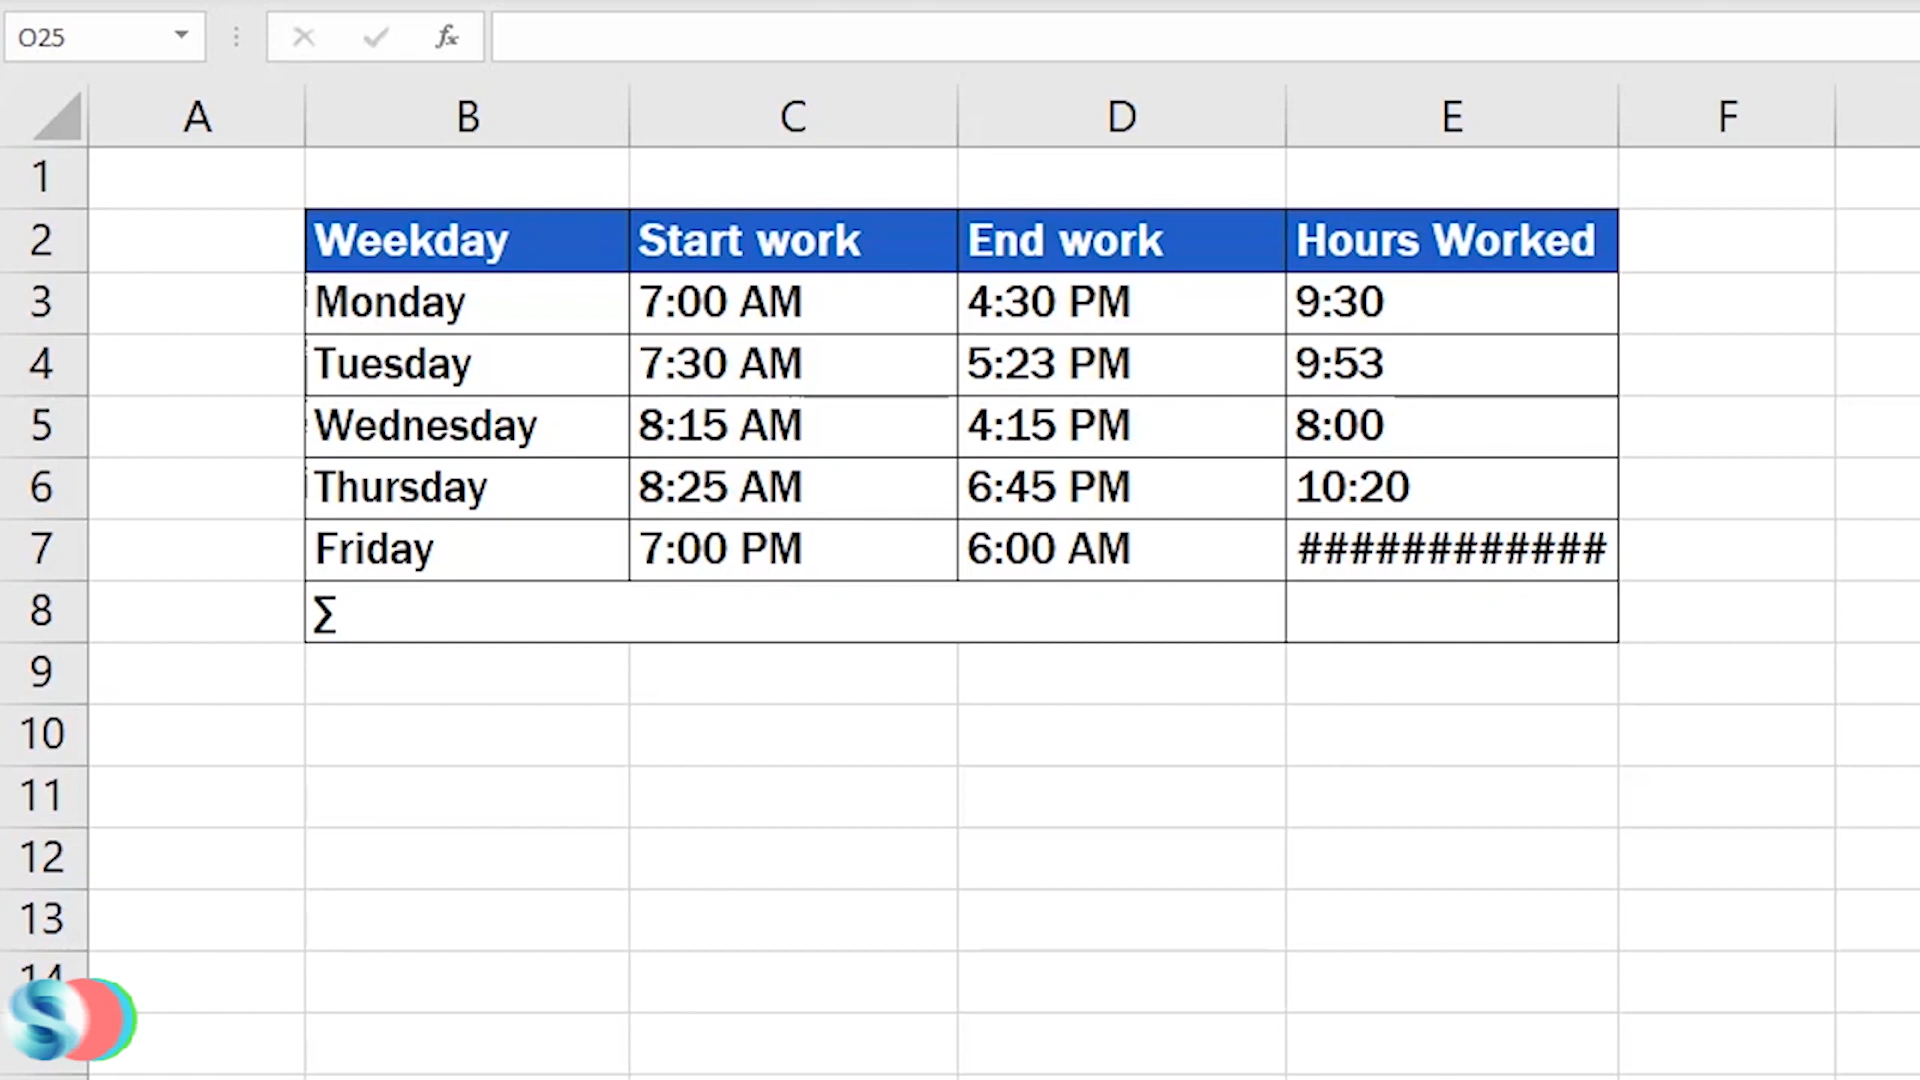 O25 fx
A B C D E F
1
2 Weekday Start work End work Hours Worked
3 Monday 7:00 AM 4:30 PM 9:30
4 Tuesday 7:30 AM 5:23 PM 9:53
5 Wednesday 8:15 AM 4:15 PM 8:00
6 Thursday 8:25 AM 6:45 PM 10:20
7 Friday 7:00 PM 6:00 AM ############
8 Σ
9
10
11
12
13
14
S